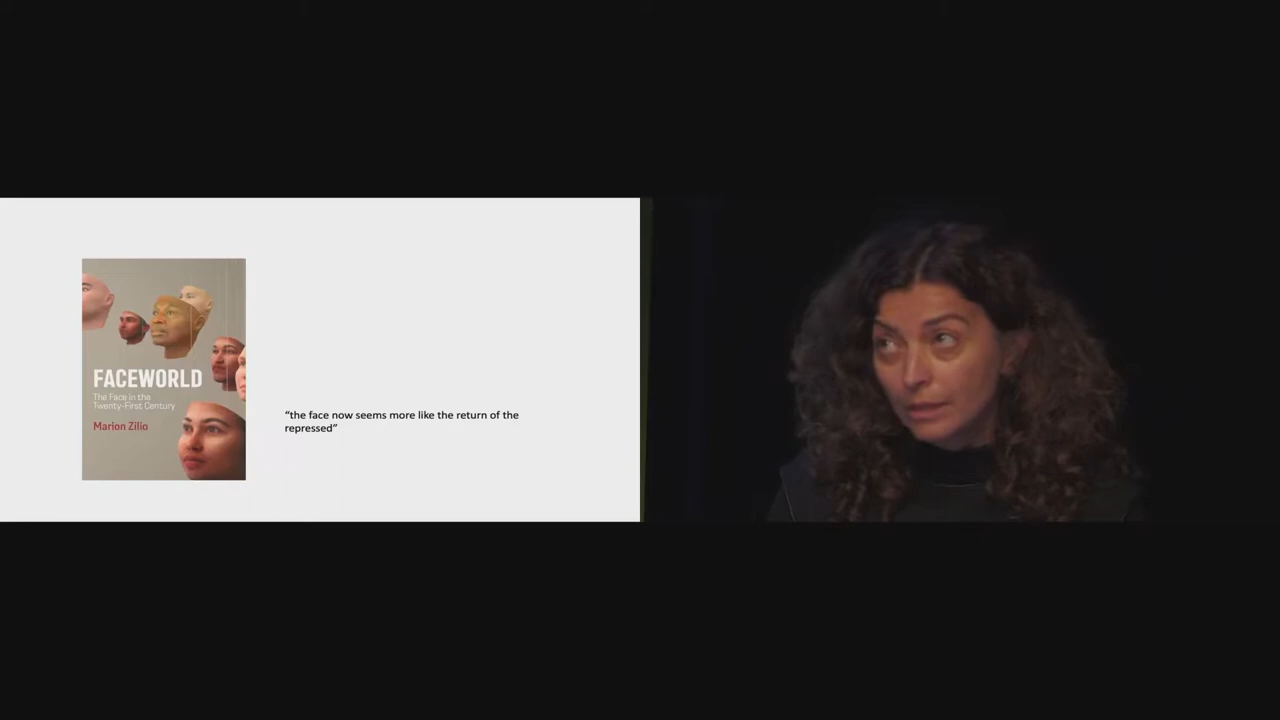 FACEWORLD
The Face in the
Twenty-First Century
Marion Zilio
“the face now seems more like the return of the
repressed”